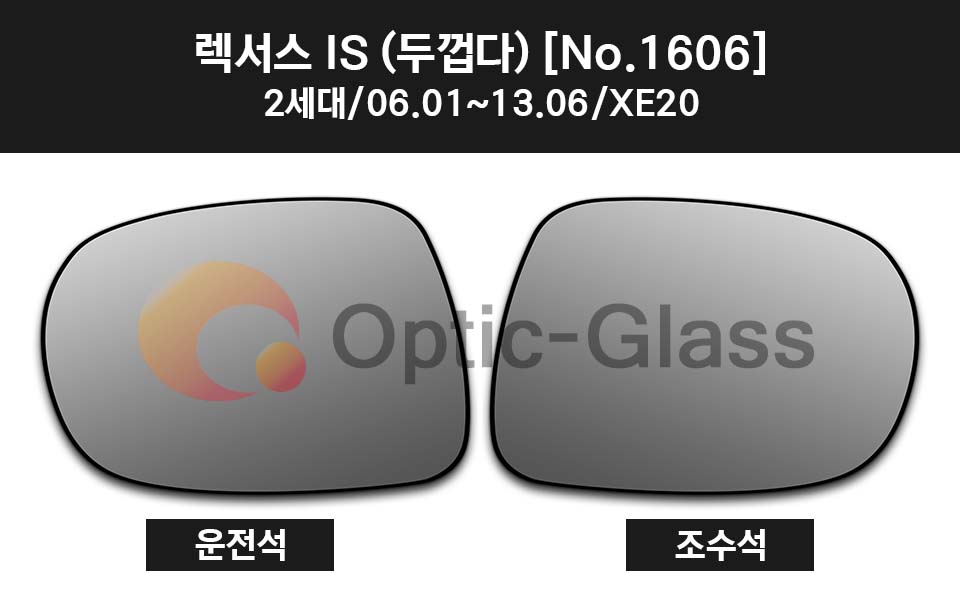 렉서스 IS (두껍다) [No.1606]
2세대/06.01~13.06/XE20
Optic-Glass
운전석
조수석